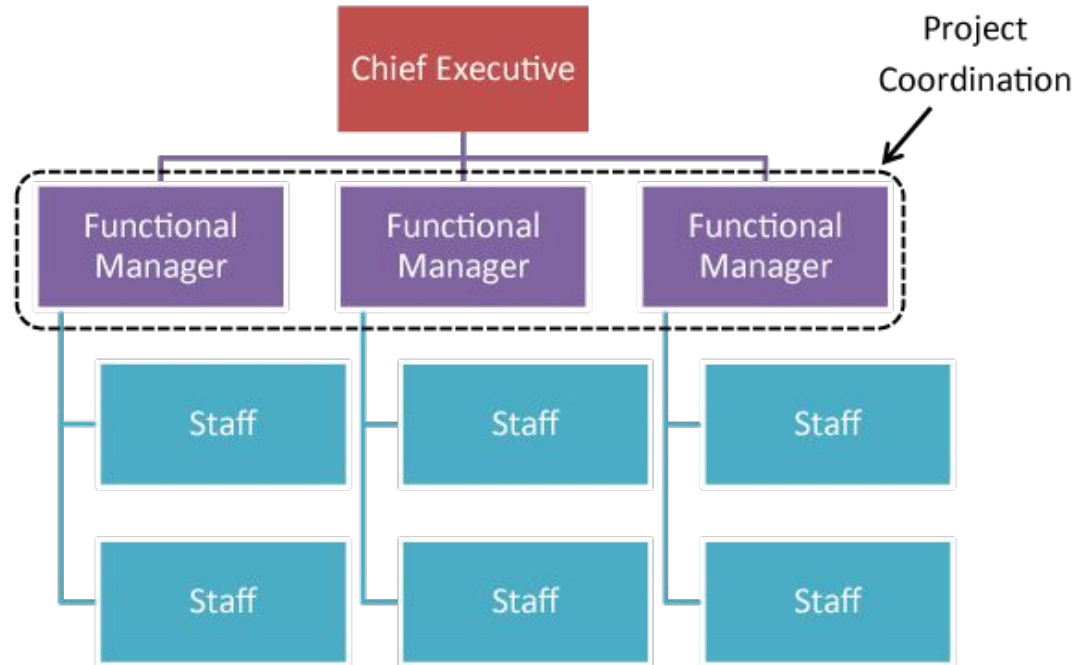 Project
Coordination
Chief Executive
Functional
Manager
Functional
Manager
Functional
Manager
Staff
Staff
Staff
Staff
Staff
Staff